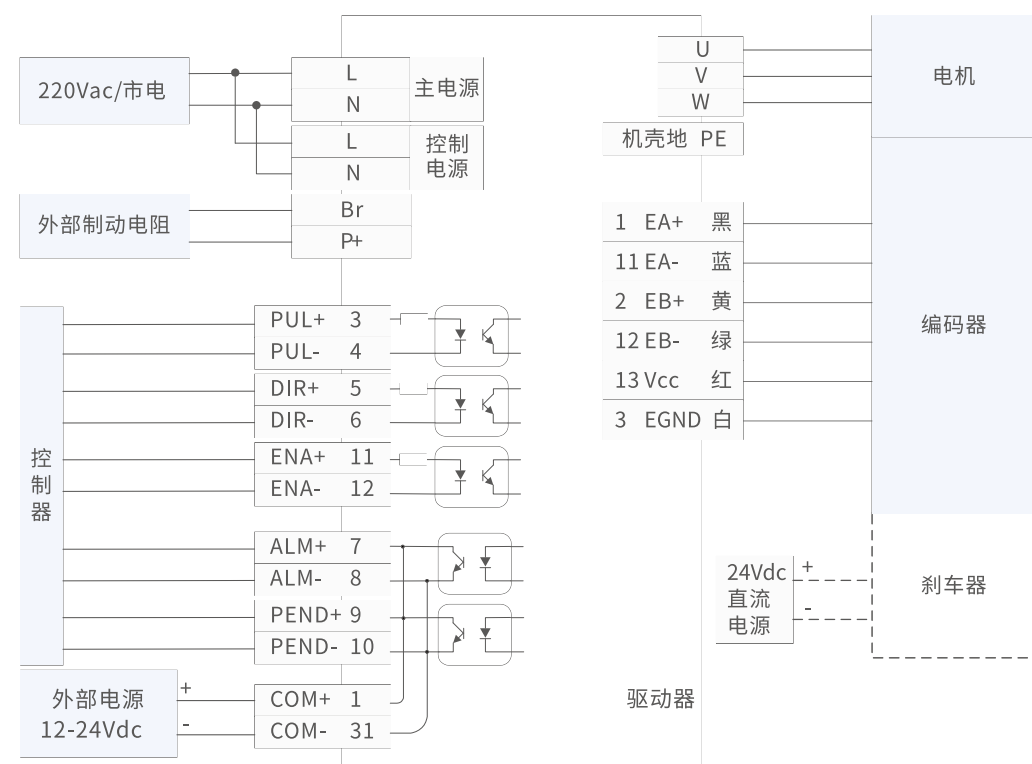 220Vac/市电
L
N
主电源
L
N
控制
电源
外部制动电阻
Br
P+
U
V
W
机壳地 PE
电机
1 EA+ 黑
11 EA- 蓝
2 EB+ 黄
12 EB- 绿
13 Vcc 红
3 EGND 白
编码器
控制器
PUL+ 3
PUL- 4
DIR+ 5
DIR- 6
ENA+ 11
ENA- 12
ALM+ 7
ALM- 8
PEND+ 9
PEND- 10
外部电源
12-24Vdc
+
-
COM+ 1
COM- 31
24Vdc
直流
电源
+
-
刹车器
驱动器